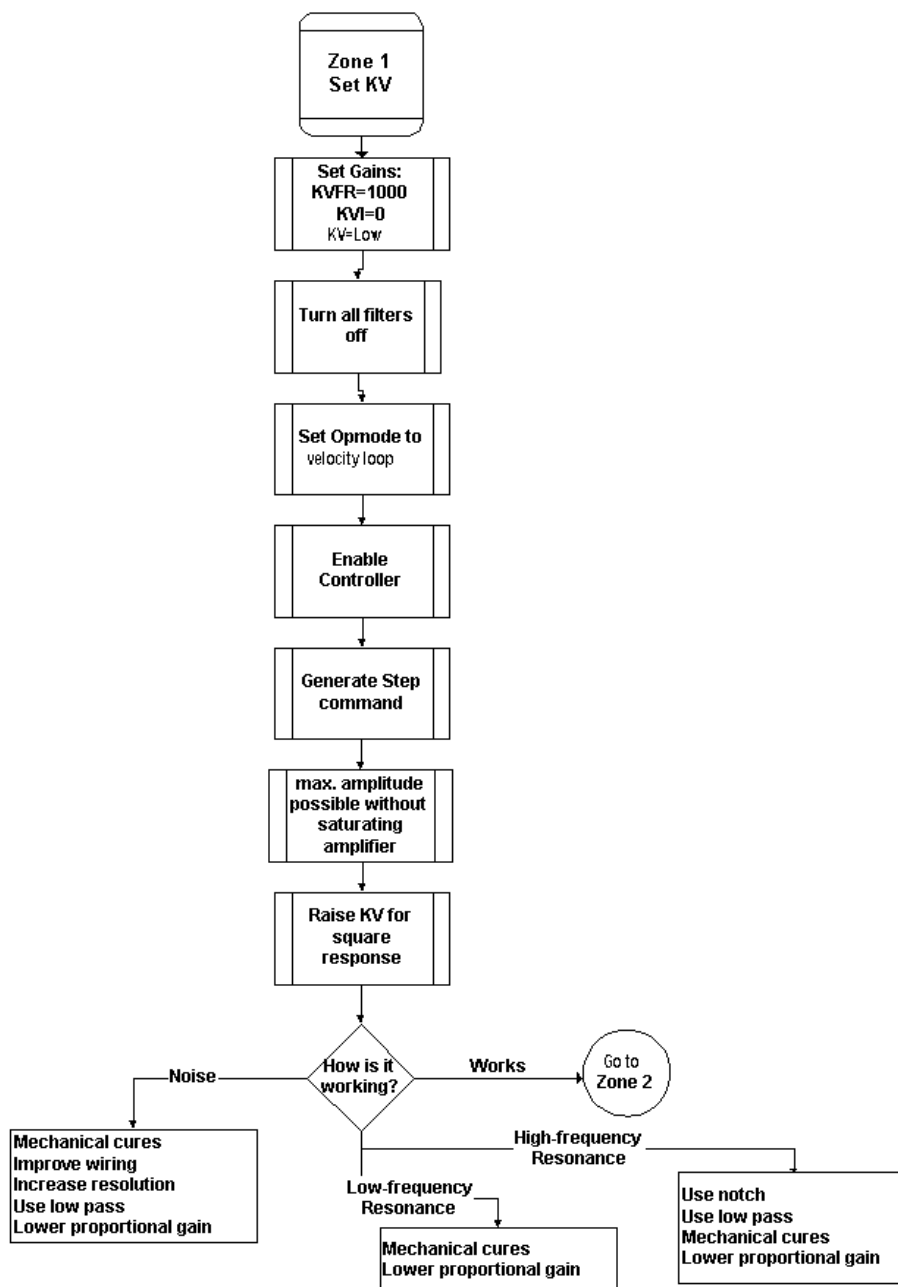 Zone 1
Set KV
Set Gains:
KVFR=1000
KVI=0
KV=Low
Turn all filters
off
Set Opmode to
velocity loop
Enable
Controller
Generate Step
command
max. amplitude
possible without
saturating
amplifier
Raise KV for
square
response
How is it
working?
Noise
Works
Go to
Zone 2
Mechanical cures
Improve wiring
Increase resolution
Use low pass
Lower proportional gain
High-frequency
Resonance
Low-frequency
Resonance
Use notch
Use low pass
Mechanical cures
Lower proportional gain
Mechanical cures
Lower proportional gain